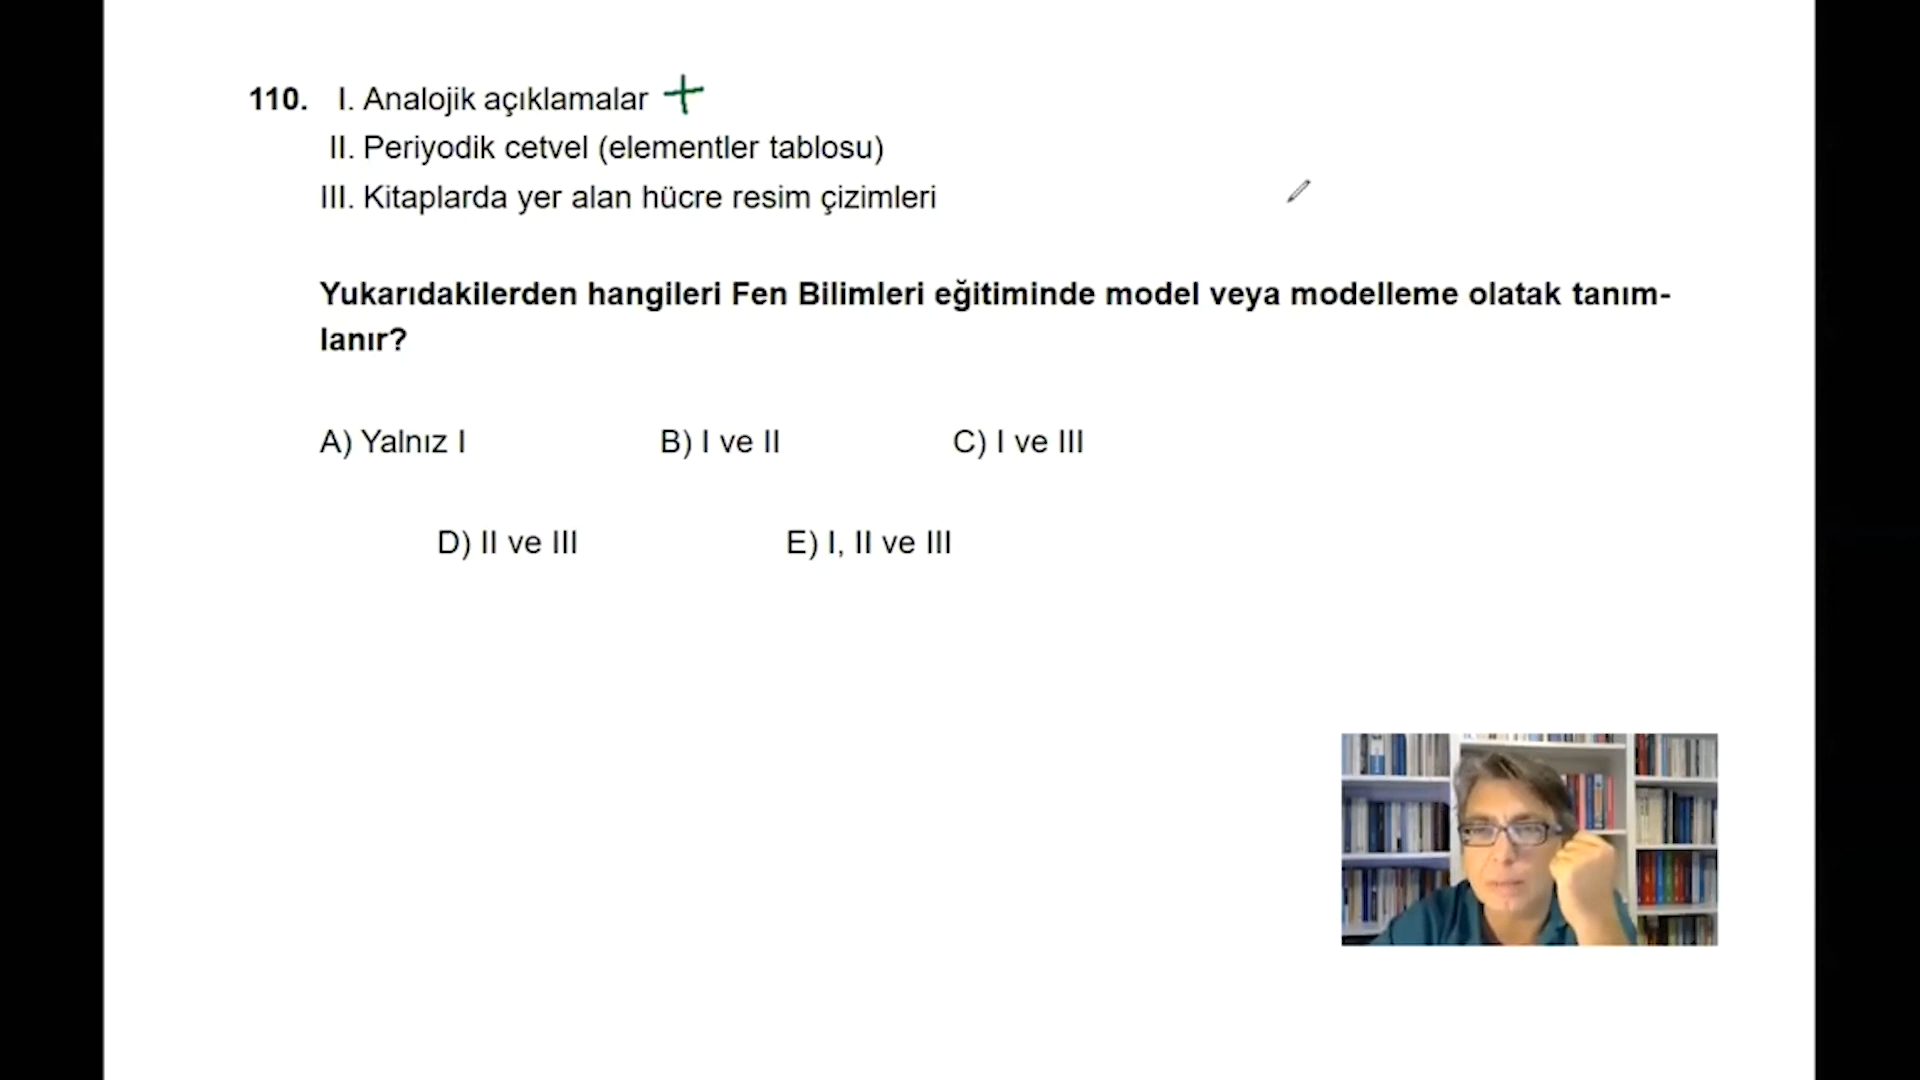 110. I. Analojik açıklamalar +
II. Periyodik cetvel (elementler tablosu)
III. Kitaplarda yer alan hücre resim çizimleri
Yukarıdakilerden hangileri Fen Bilimleri eğitiminde model veya modelleme olatak tanım-
lanır?
A) Yalnız I B) I ve II C) I ve III
D) II ve III E) I, II ve III